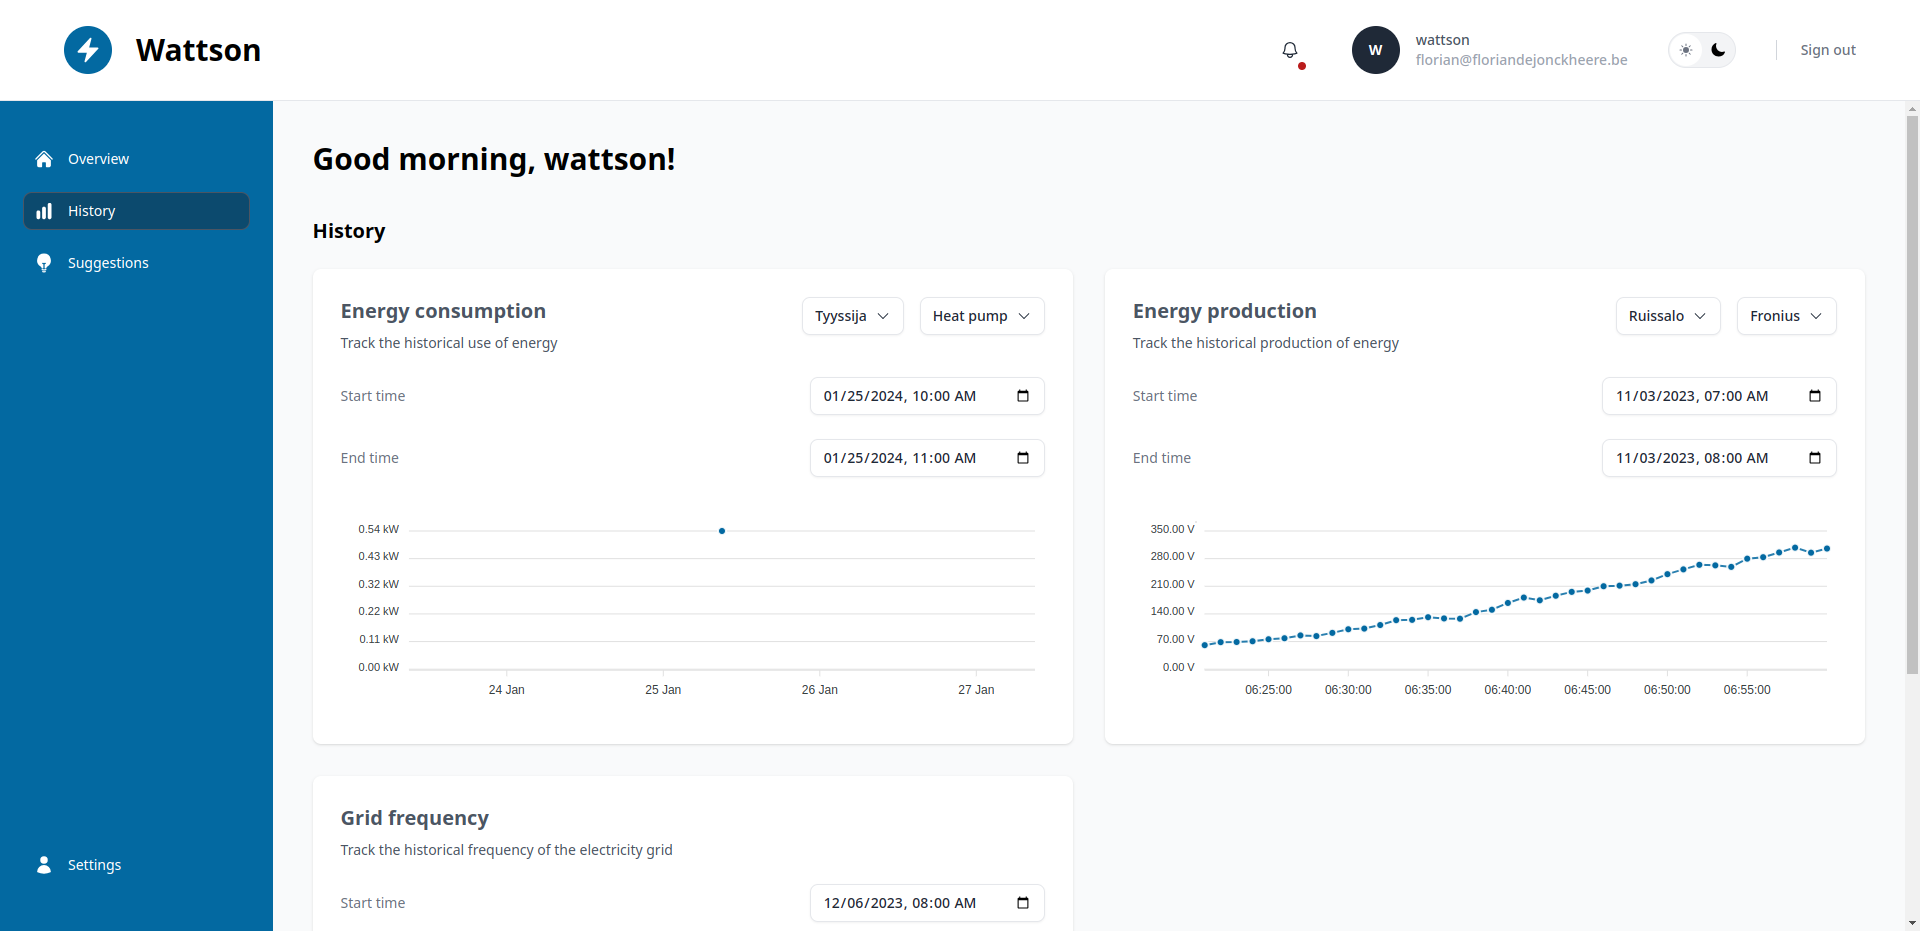 Wattson
wattson
florian@floriandejonckheere.be
W
Sign out
Overview
History
Suggestions
Settings
Good morning, wattson!
History
Energy consumption
Tyyssija
Heat pump
Track the historical use of energy
Start time
01/25/2024, 10:00 AM
End time
01/25/2024, 11:00 AM
0.54 kW
0.43 kW
0.32 kW
0.22 kW
0.11 kW
0.00 kW
24 Jan
25 Jan
26 Jan
27 Jan
Energy production
Ruissalo
Fronius
Track the historical production of energy
Start time
11/03/2023, 07:00 AM
End time
11/03/2023, 08:00 AM
350.00 V
280.00 V
210.00 V
140.00 V
70.00 V
0.00 V
06:25:00
06:30:00
06:35:00
06:40:00
06:45:00
06:50:00
06:55:00
Grid frequency
Track the historical frequency of the electricity grid
Start time
12/06/2023, 08:00 AM